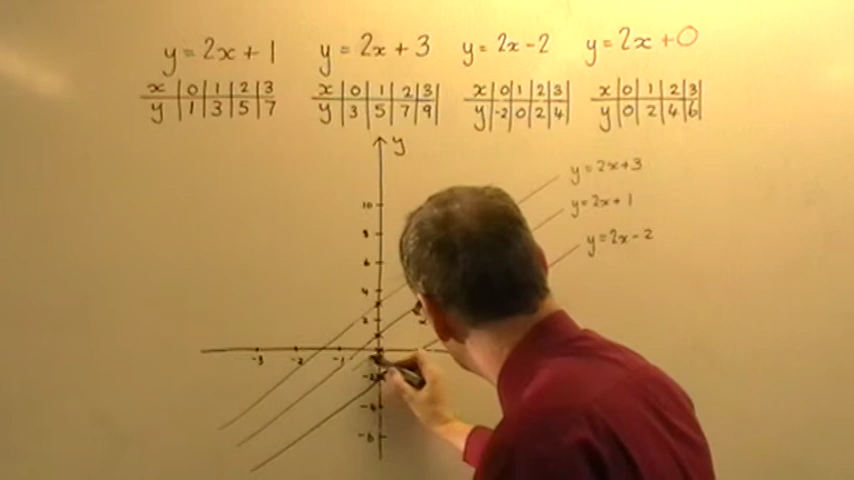 y = 2x + 1
x 0 1 2 3
y 1 3 5 7
y = 2x + 3
x 0 1 2 3
y 3 5 7 9
y = 2x - 2
x 0 1 2 3
y -2 0 2 4
y = 2x + 0
x 0 1 2 3
y 0 2 4 6
y
10
8
6
4
2
-3 -2 -1
-2
-4
-6
y = 2x + 3
y = 2x + 1
y = 2x - 2